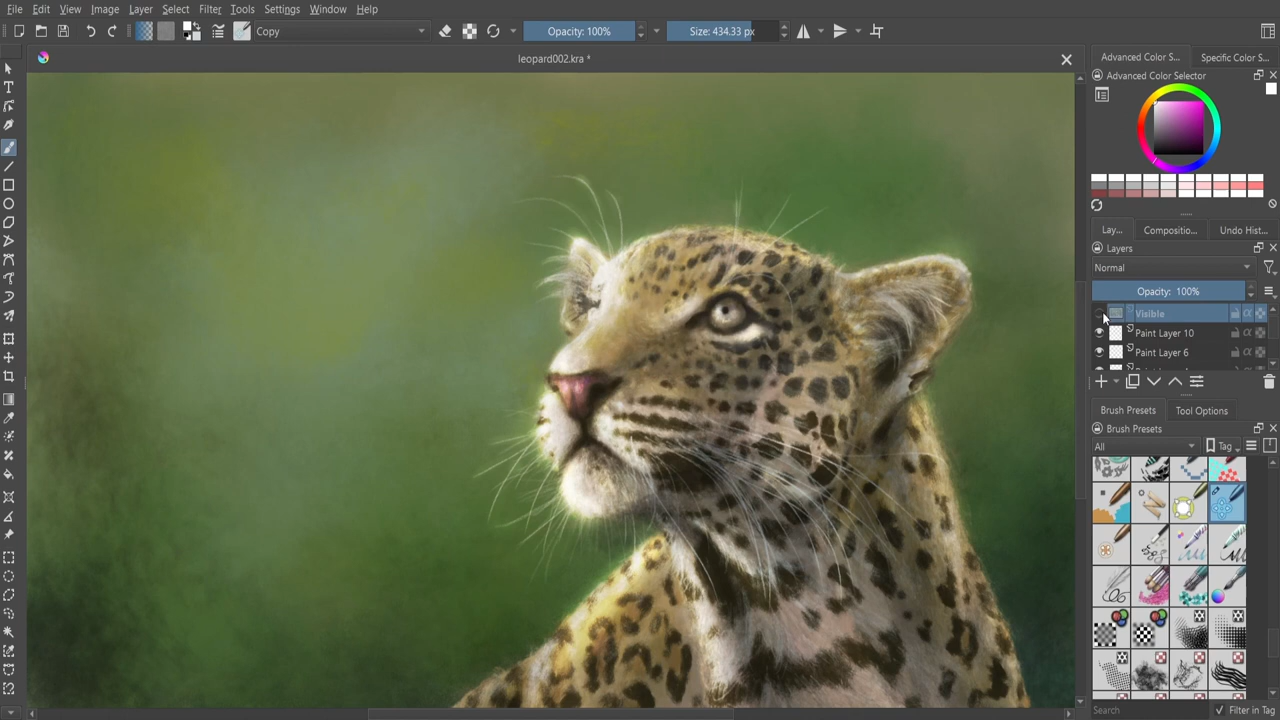 File Edit View Image Layer Select Filter Tools Settings Window Help
Copy Opacity: 100% Size: 434.33 px
leopard002.kra *
Advanced Color S... Specific Color S...
Advanced Color Selector
Lay... Compositio... Undo Hist...
Layers
Normal
Opacity: 100%
Visible
Paint Layer 10
Paint Layer 6
Brush Presets Tool Options
Brush Presets
All Tag
Search Filter in Tag